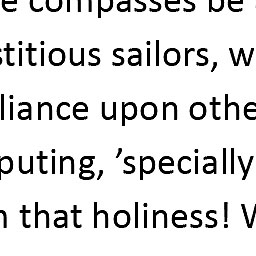 e compasses be
stitious sailors, w
liance upon othe
puting, ’specially
that holiness!